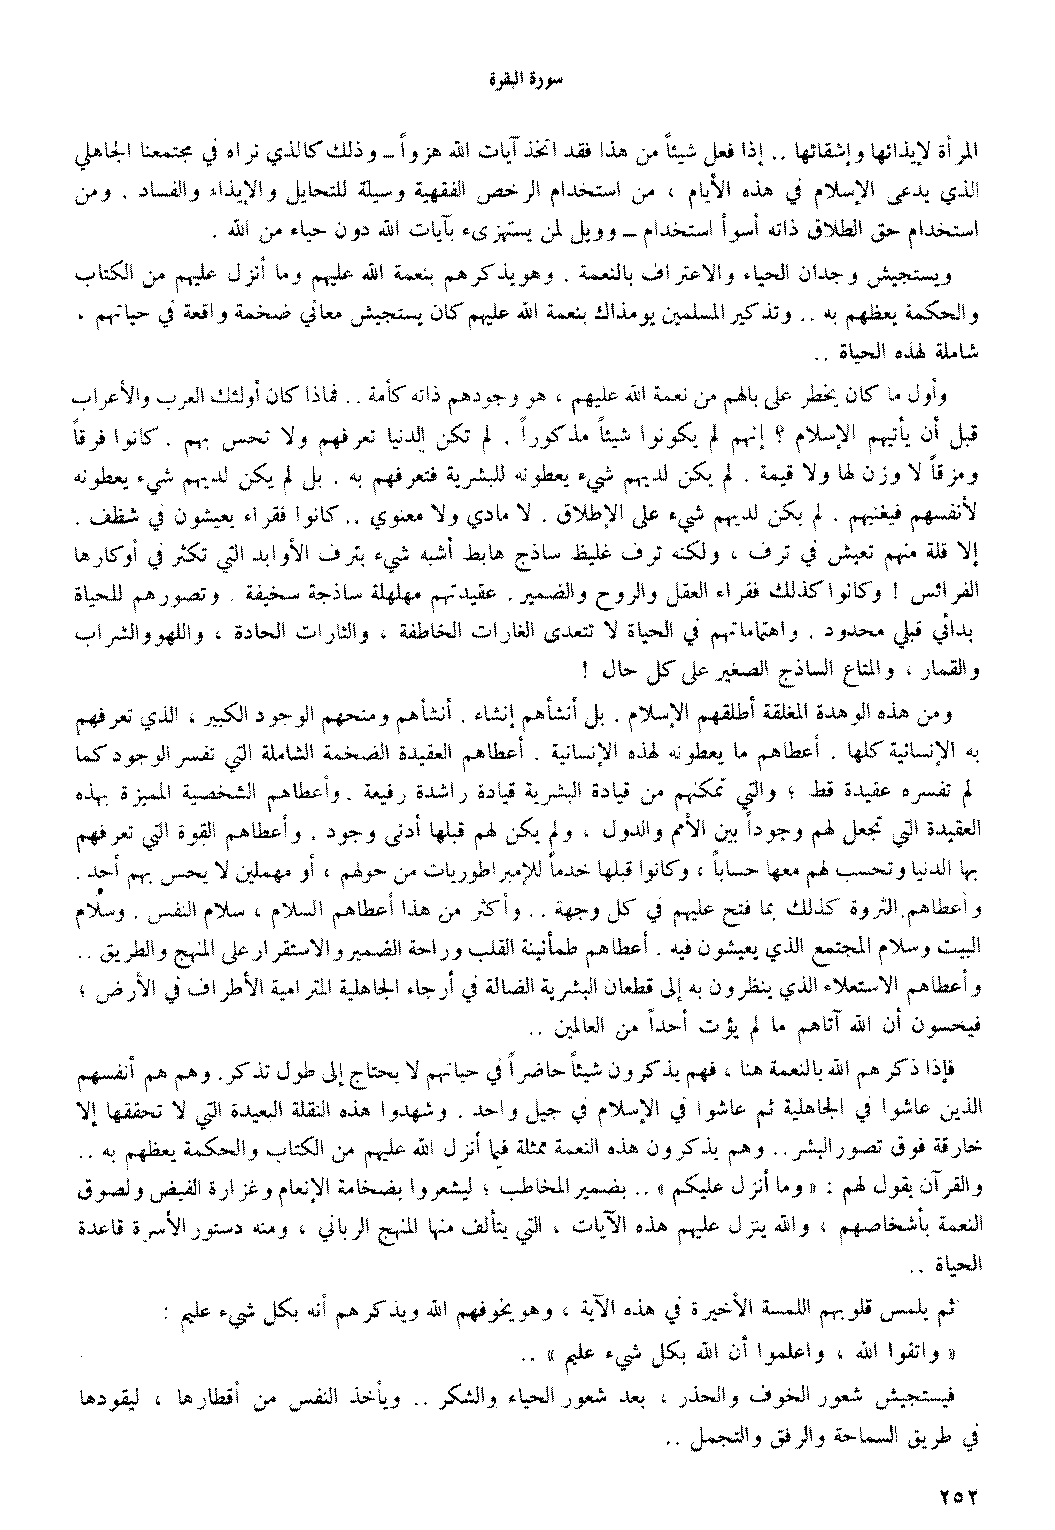 سورة البقرة
المرأة لإيذائها وإشقائها .. إذا فعل شيئاً من هذا فقد اتخذ آيات الله هزواً ــ وذلك كالذي نراه في مجتمعنا الجاهلي
الذي يدعى الإسلام في هذه الأيام ، من استخدام الرخص الفقهية وسيلة للتحايل والإيذاء والفساد . ومن
استخدام حق الطلاق ذاته أسوأ استخدام ــ وويل لمن يستهزىء بآيات الله دون حياء من الله .
ويستجيش وجدان الحياء والاعتراف بالنعمة . وهو يذكرهم بنعمة الله عليهم وما أنزل عليهم من الكتاب
والحكمة يعظهم به .. وتذكير المسلمين يومذاك بنعمة الله عليهم كان يستجيش معاني ضخمة واقعة في حياتهم ،
شاملة لهذه الحياة ..
وأول ما كان يخطر على بالهم من نعمة الله عليهم ، هو وجودهم ذاته كأمة .. فماذا كان أولئك العرب والأعراب
قبل أن يأتيهم الإسلام ؟ إنهم لم يكونوا شيئاً مذكوراً . لم تكن الدنيا تعرفهم ولا تحس بهم . كانوا فرقاً
ومزقاً لا وزن لها ولا قيمة . لم يكن لديهم شيء يعطونه للبشرية فتعرفهم به . بل لم يكن لديهم شيء يعطونه
لأنفسهم فيغنيهم . لم يكن لديهم شيء على الإطلاق . لا مادي ولا معنوي .. كانوا فقراء يعيشون في شظف .
إلا قلة منهم تعيش في ترف ، ولكنه ترف غليظ ساذج هابط أشبه شيء بترف الأوابد التي تكثر في أوكارها
الفرائس ! وكانوا كذلك فقراء العقل والروح والضمير . عقيدتهم مهلهلة ساذجة سخيفة . وتصورهم للحياة
بدائي قبلي محدود . واهتماماتهم في الحياة لا تتعدى الغارات الخاطفة ، والثارات الحادة ، واللهو والشراب
والقمار ، والمتاع الساذج الصغير على كل حال !
ومن هذه الوهدة المغلقة أطلقهم الإسلام . بل أنشأهم إنشاء . أنشأهم ومنحهم الوجود الكبير ، الذي تعرفهم
به الإنسانية كلها . أعطاهم ما يعطونه لهذه الإنسانية . أعطاهم العقيدة الضخمة الشاملة التي تفسر الوجود كما
لم تفسره عقيدة قط ؛ والتي تمكنهم من قيادة البشرية قيادة راشدة رفيعة . وأعطاهم الشخصية المميزة بهذه
العقيدة التي تجعل لهم وجوداً بين الأمم والدول ، ولم يكن لهم قبلها أدنى وجود . وأعطاهم القوة التي تعرفهم
بها الدنيا وتحسب لهم معها حساباً ، وكانوا قبلها خدماً للإمبراطوريات من حولهم ، أو مهملين لا يحس بهم أحد .
وأعطاهم الثروة كذلك بما فتح عليهم في كل وجهة .. وأكثر من هذا أعطاهم السلام ، سلام النفس . وسلام
البيت وسلام المجتمع الذي يعيشون فيه . أعطاهم طمأنينة القلب وراحة الضمير والاستقرار على المنهج والطريق ..
وأعطاهم الاستعلاء الذي ينظرون به إلى قطعان البشرية الضالة في أرجاء الجاهلية المترامية الأطراف في الأرض ؛
فيحسون أن الله آتاهم ما لم يؤت أحداً من العالمين ..
فإذا ذكرهم الله بالنعمة هنا ، فهم يذكرون شيئاً حاضراً في حياتهم لا يحتاج إلى طول تذكر . وهم هم أنفسهم
الذين عاشوا في الجاهلية ثم عاشوا في الإسلام في جيل واحد . وشهدوا هذه النقلة البعيدة التي لا تحققها إلا
خارقة فوق تصور البشر .. وهم يذكرون هذه النعمة ممثلة فيما أنزل الله عليهم من الكتاب والحكمة يعظهم به ..
والقرآن يقول لهم : « وما أنزل عليكم » .. بضمير المخاطب ؛ ليشعروا بضخامة الإنعام وغزارة الفيض ولصوق
النعمة بأشخاصهم ، والله ينزل عليهم هذه الآيات ، التي يتألف منها المنهج الرباني ، ومنه دستور الأسرة قاعدة
الحياة ..
ثم يلمس قلوبهم اللمسة الأخيرة في هذه الآية ، وهو يخوفهم الله ويذكرهم أنه بكل شيء عليم :
« واتقوا الله ، واعلموا أن الله بكل شيء عليم » ..
فيستجيش شعور الخوف والحذر ، بعد شعور الحياء والشكر .. ويأخذ النفس من أقطارها ، ليقودها
في طريق السماحة والرفق والتجمل ..
٢٥٢